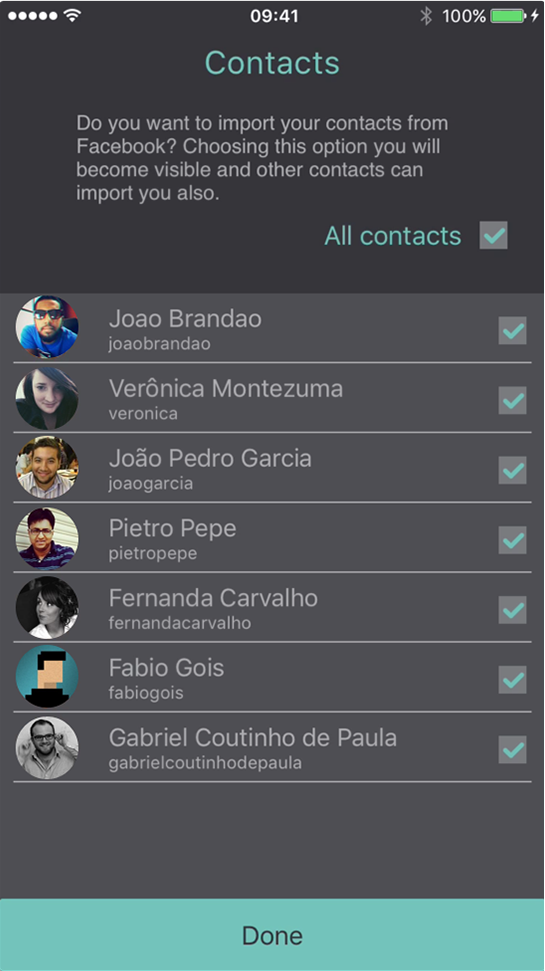 09:41 100%
Contacts
Do you want to import your contacts from
Facebook? Choosing this option you will
become visible and other contacts can
import you also.
All contacts
Joao Brandao
joaobrandao
Verônica Montezuma
veronica
João Pedro Garcia
joaogarcia
Pietro Pepe
pietropepe
Fernanda Carvalho
fernandacarvalho
Fabio Gois
fabiogois
Gabriel Coutinho de Paula
gabrielcoutinhodepaula
Done